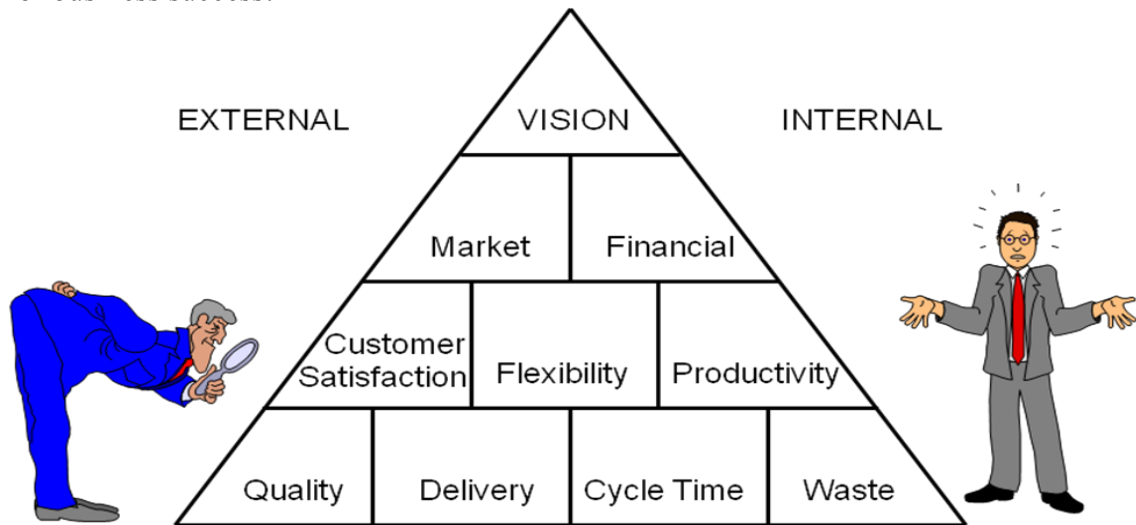 EXTERNAL
VISION
INTERNAL
Market
Financial
Customer
Satisfaction
Flexibility
Productivity
Quality
Delivery
Cycle Time
Waste